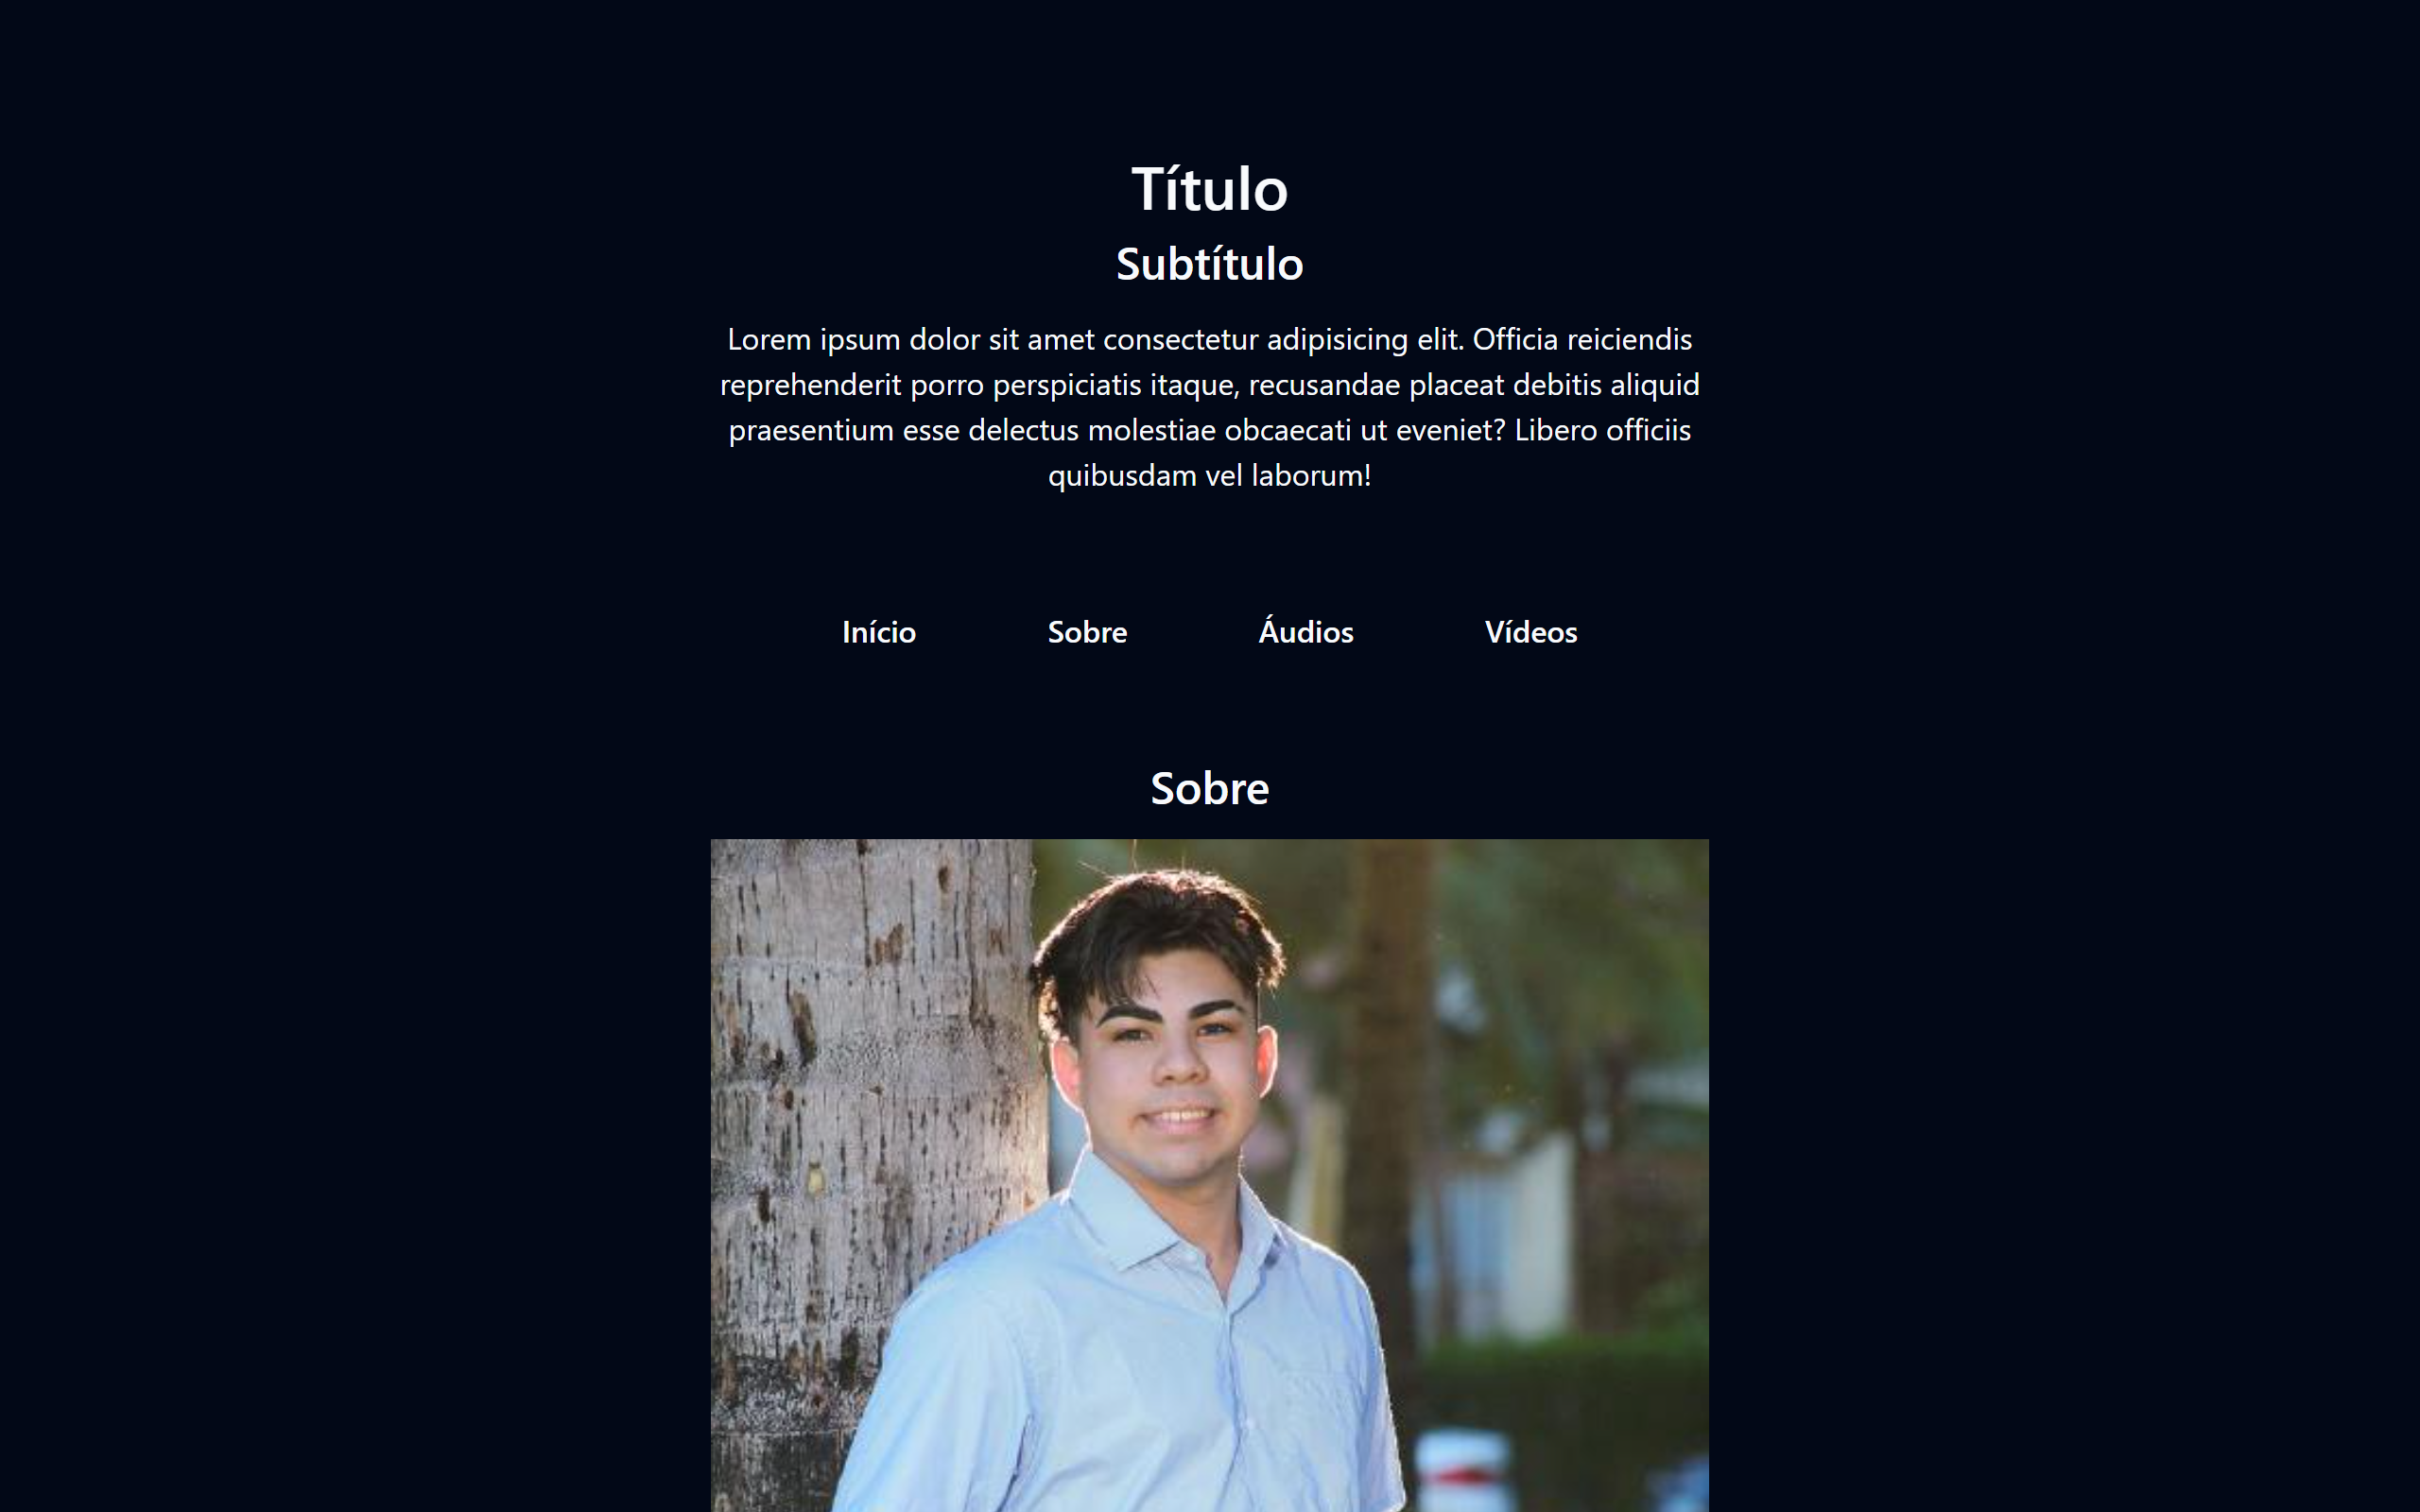 Título
Subtítulo
Lorem ipsum dolor sit amet consectetur adipisicing elit. Officia reiciendis
reprehenderit porro perspiciatis itaque, recusandae placeat debitis aliquid
praesentium esse delectus molestiae obcaecati ut eveniet? Libero officiis
quibusdam vel laborum!
Início Sobre Áudios Vídeos
Sobre